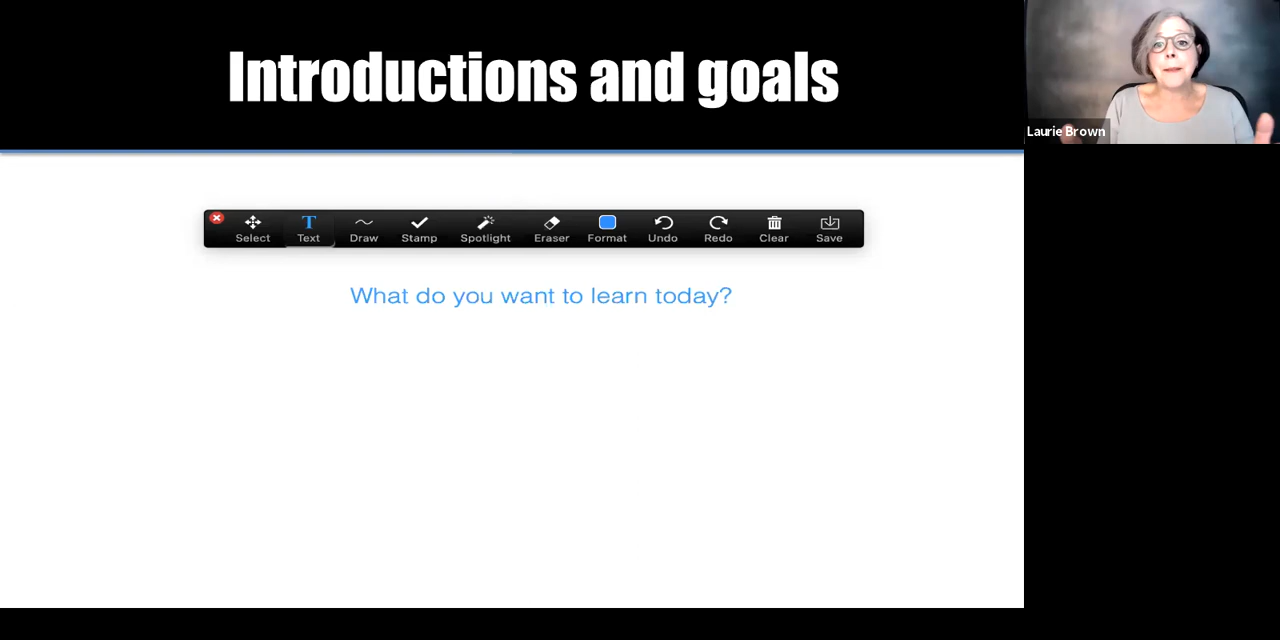 Introductions and goals
Laurie Brown
Select Text Draw Stamp Spotlight Eraser Format Undo Redo Clear Save
What do you want to learn today?